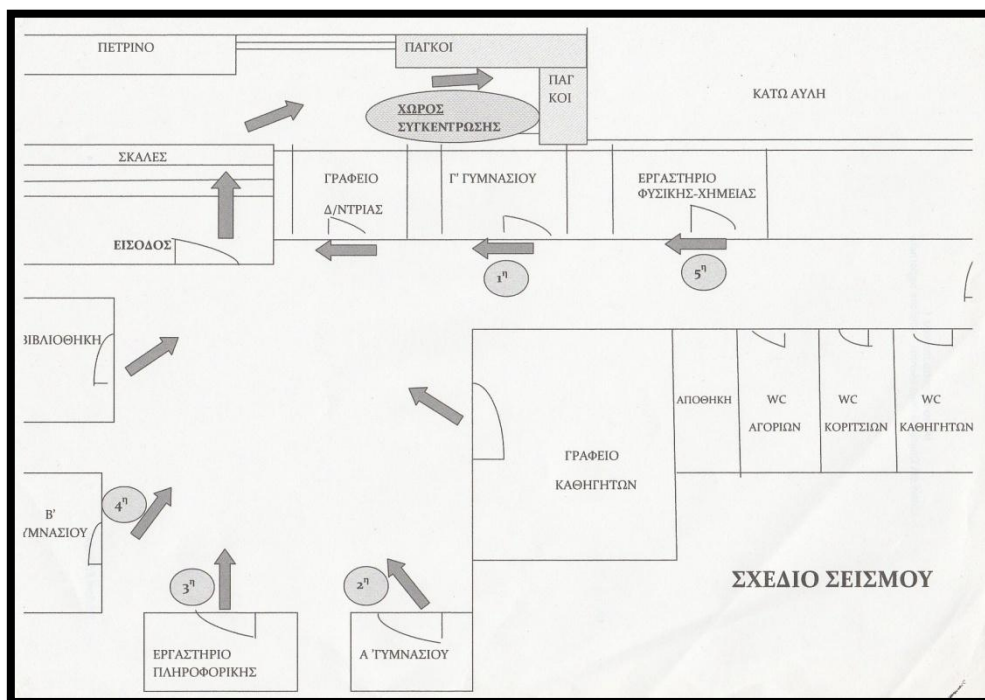 ΠΕΤΡΙΝΟ
ΠΑΓΚΟΙ
ΠΑΓ
ΚΟΙ
ΚΑΤΩ ΑΥΛΗ
ΧΩΡΟΣ
ΣΥΓΚΕΝΤΡΩΣΗΣ
ΣΚΑΛΕΣ
ΓΡΑΦΕΙΟ
Δ/ΝΤΡΙΑΣ
Γ' ΓΥΜΝΑΣΙΟΥ
ΕΡΓΑΣΤΗΡΙΟ
ΦΥΣΙΚΗΣ-ΧΗΜΕΙΑΣ
ΕΙΣΟΔΟΣ
1η
5η
ΒΙΒΛΙΟΘΗΚΗ
ΑΠΟΘΗΚΗ
WC
ΑΓΟΡΙΩΝ
WC
ΚΟΡΙΤΣΙΩΝ
WC
ΚΑΘΗΓΗΤΩΝ
ΓΡΑΦΕΙΟ
ΚΑΘΗΓΗΤΩΝ
4η
Β'
ΥΜΝΑΣΙΟΥ
3η
2η
ΣΧΕΔΙΟ ΣΕΙΣΜΟΥ
ΕΡΓΑΣΤΗΡΙΟ
ΠΛΗΡΟΦΟΡΙΚΗΣ
Α 'ΓΥΜΝΑΣΙΟΥ